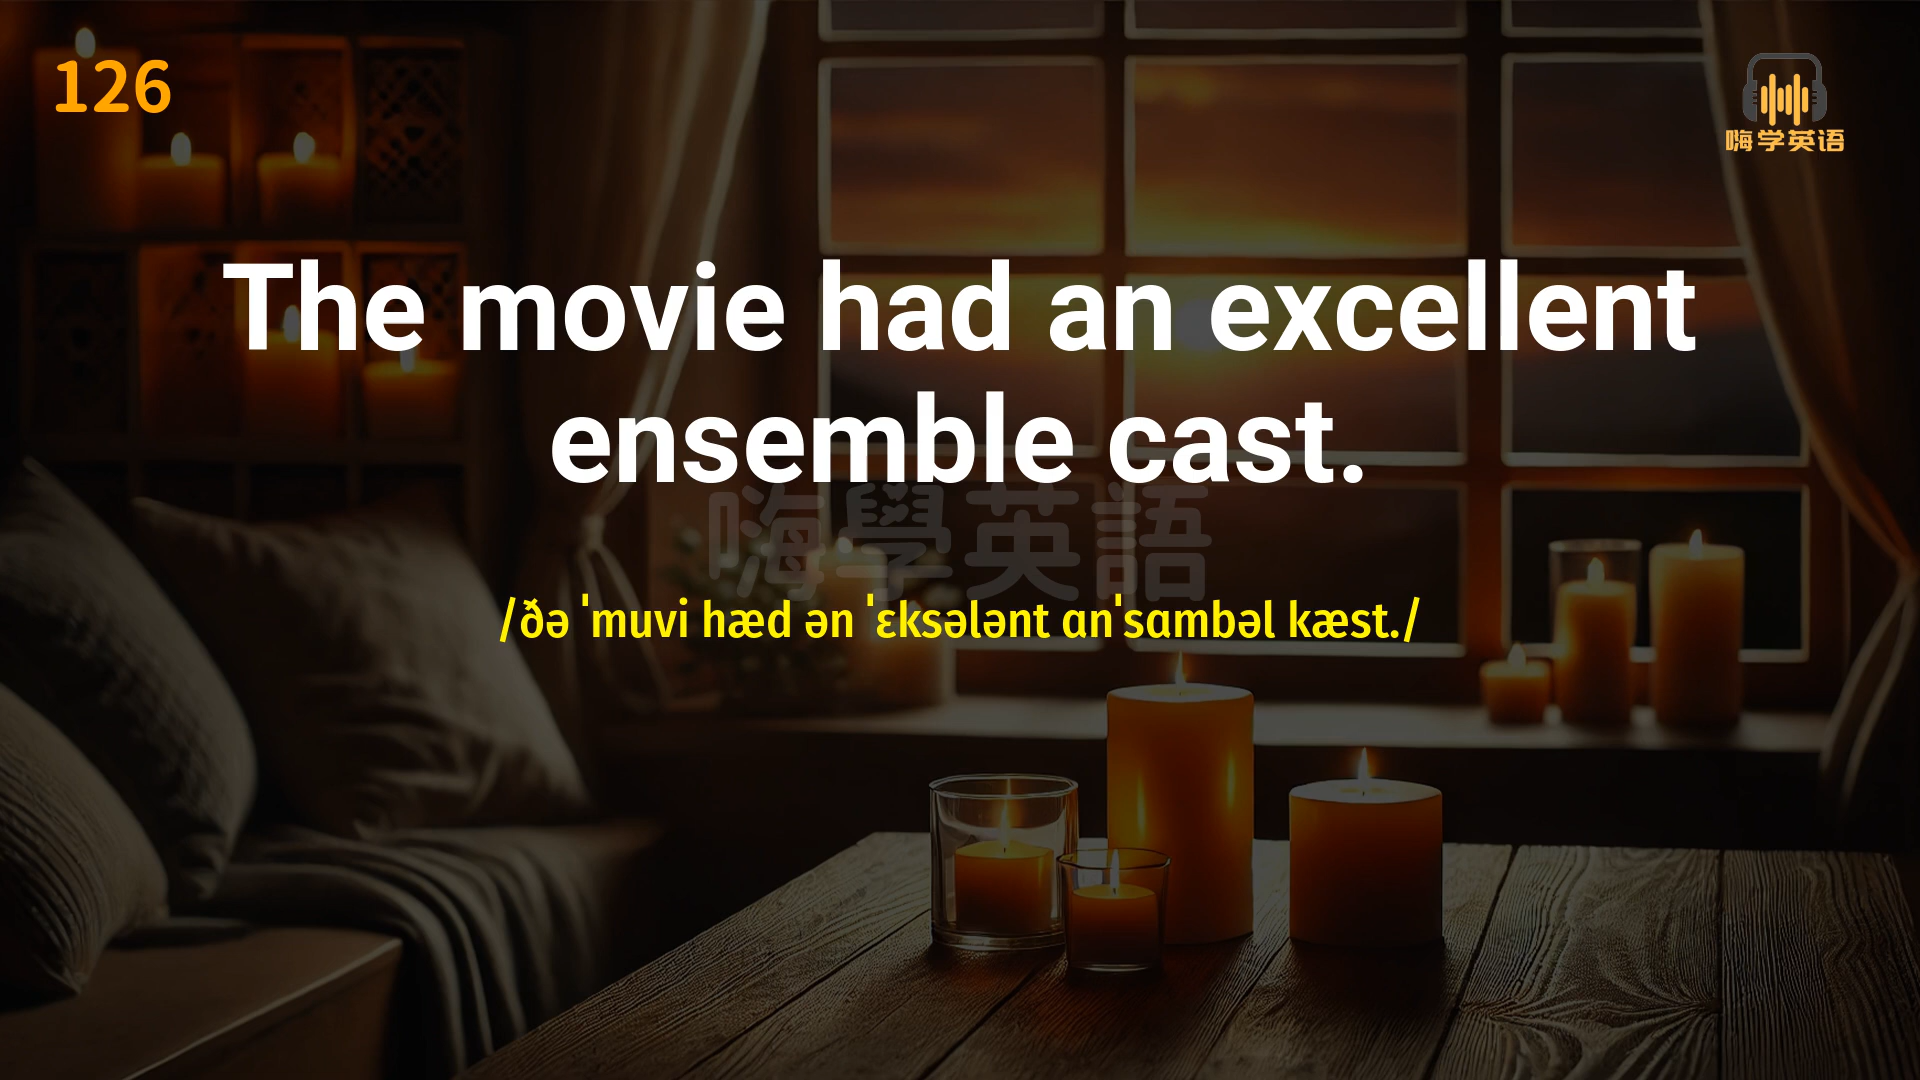 126
嗨学英语
The movie had an excellent
ensemble cast.
嗨學英語
/ðə ˈmuvi hæd ən ˈɛksələnt ɑnˈsɑmbəl kæst./